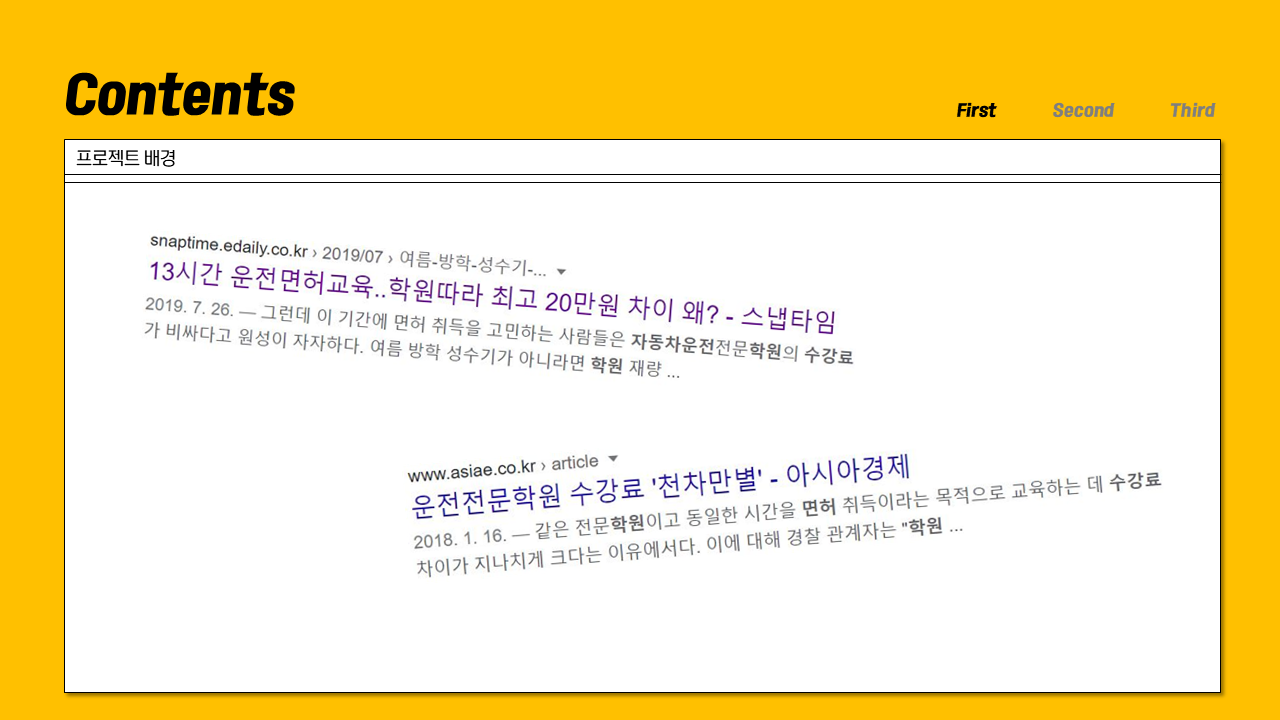 Contents
First Second Third
프로젝트 배경
snaptime.edaily.co.kr › 2019/07 › 여름-방학-성수기-...
13시간 운전면허교육..학원따라 최고 20만원 차이 왜? - 스냅타임
2019. 7. 26. — 그런데 이 기간에 면허 취득을 고민하는 사람들은 자동차운전전문학원의 수강료
가 비싸다고 원성이 자자하다. 여름 방학 성수기가 아니라면 학원 재량 ...
www.asiae.co.kr › article
운전전문학원 수강료 '천차만별' - 아시아경제
2018. 1. 16. — 같은 전문학원이고 동일한 시간을 면허 취득이라는 목적으로 교육하는 데 수강료
차이가 지나치게 크다는 이유에서다. 이에 대해 경찰 관계자는 "학원 ...